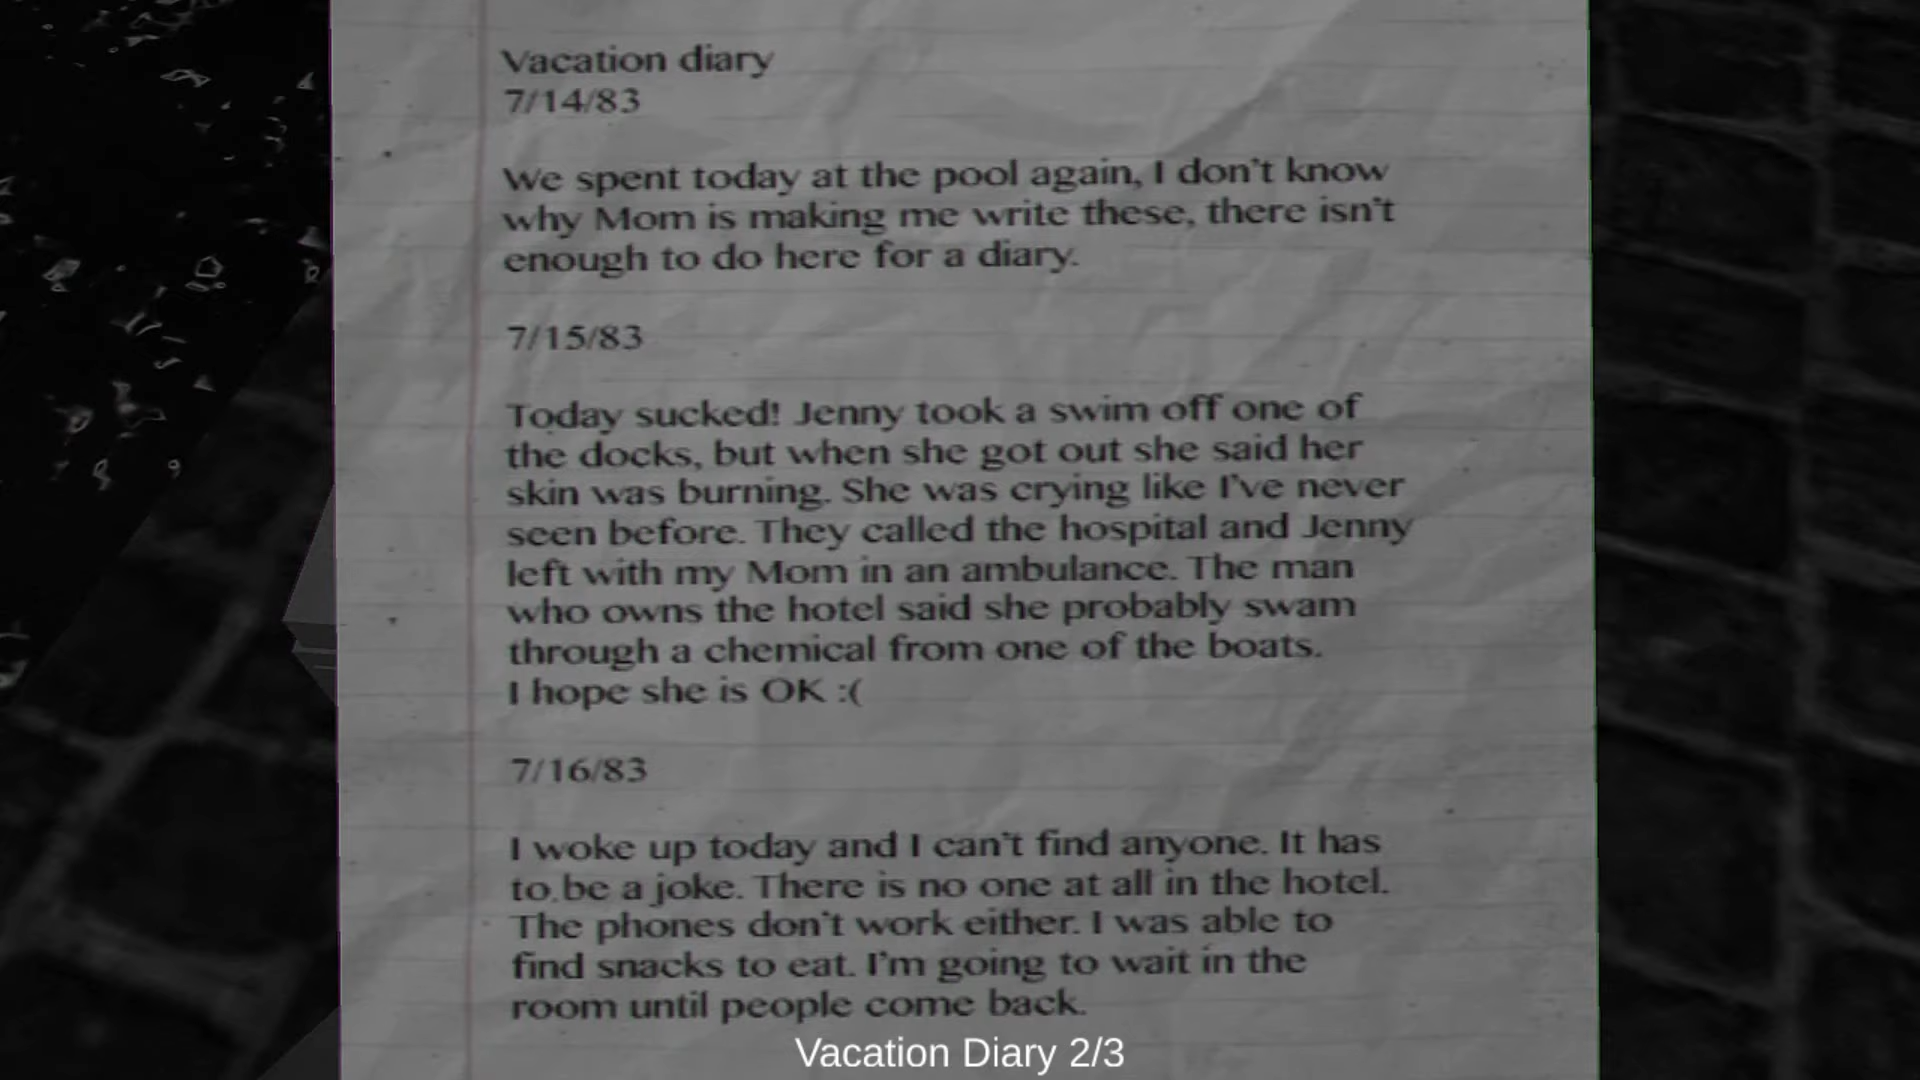 Vacation diary
7/14/83
We spent today at the pool again, I don't know
why Mom is making me write these, there isn't
enough to do here for a diary.
7/15/83
Today sucked! Jenny took a swim off one of
the docks, but when she got out she said her
skin was burning. She was crying like I've never
seen before. They called the hospital and Jenny
left with my Mom in an ambulance. The man
who owns the hotel said she probably swam
through a chemical from one of the boats.
I hope she is OK :(
7/16/83
I woke up today and I can't find anyone. It has
to be a joke. There is no one at all in the hotel.
The phones don't work either. I was able to
find snacks to eat. I'm going to wait in the
room until people come back.
Vacation Diary 2/3